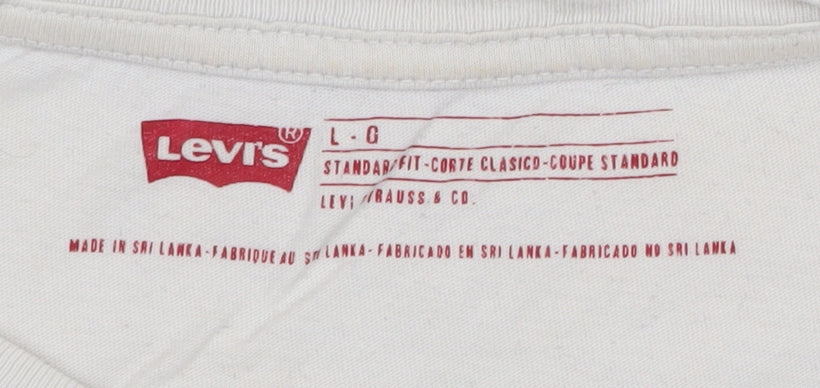 Levi's®
L - G
STANDARD FIT-CORTE CLASICO-COUPE STANDARD
LEVI STRAUSS & CO.
MADE IN SRI LANKA-FABRIQUE AU SRI LANKA-FABRICADO EN SRI LANKA-FABRICADO NO SRI LANKA